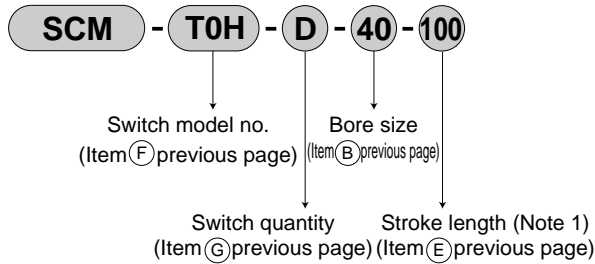 SCM - T0H - D - 40 - 100
Switch model no.
(Item Ⓕ previous page)
Bore size
(Item Ⓑ previous page)
Switch quantity
(Item Ⓖ previous page)
Stroke length (Note 1)
(Item Ⓔ previous page)